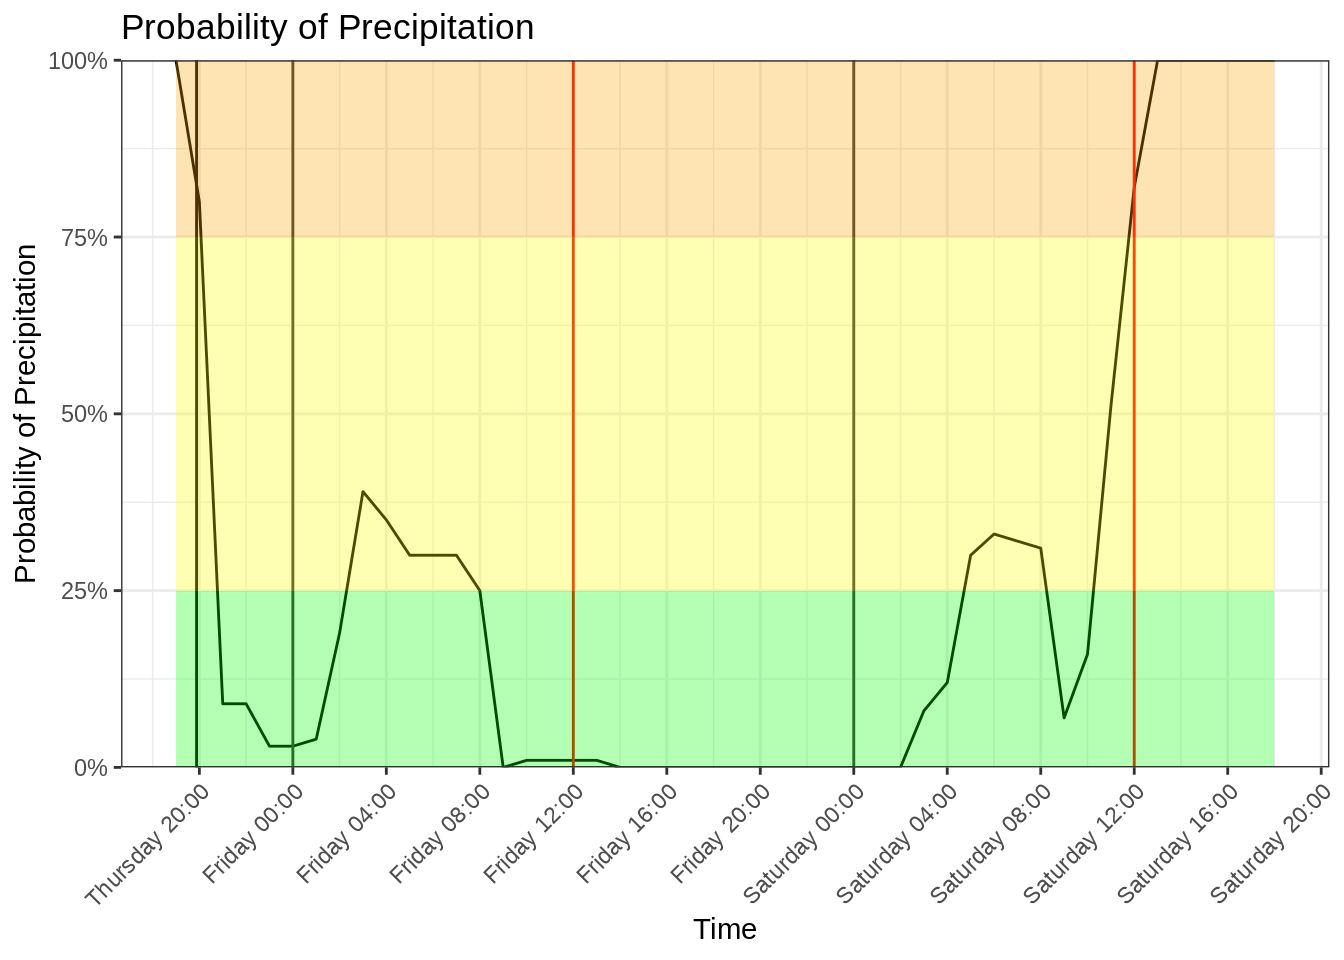 Probability of Precipitation
Probability of Precipitation
100%
75%
50%
25%
0%
Thursday 20:00
Friday 00:00
Friday 04:00
Friday 08:00
Friday 12:00
Friday 16:00
Friday 20:00
Saturday 00:00
Saturday 04:00
Saturday 08:00
Saturday 12:00
Saturday 16:00
Saturday 20:00
Time